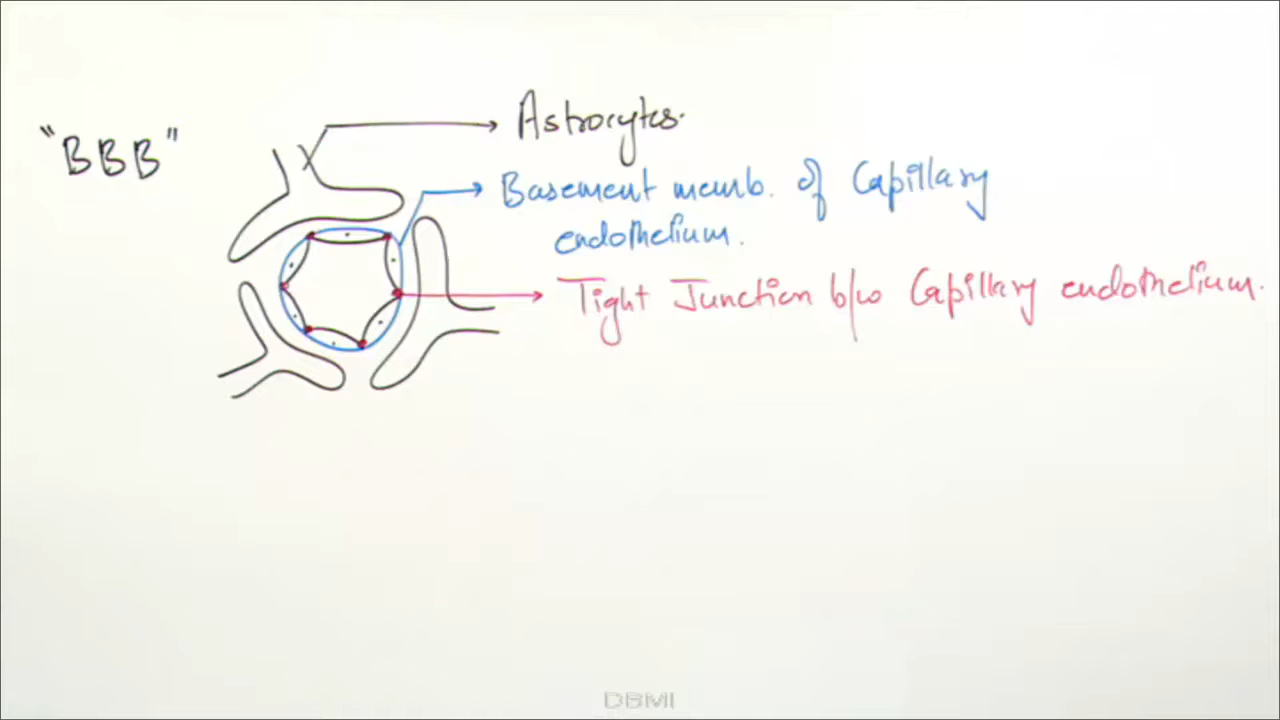 "BBB"
Astrocytes.
Basement memb. of Capillary
endothelium.
Tight Junction b/w Capillary endothelium.
DBMI